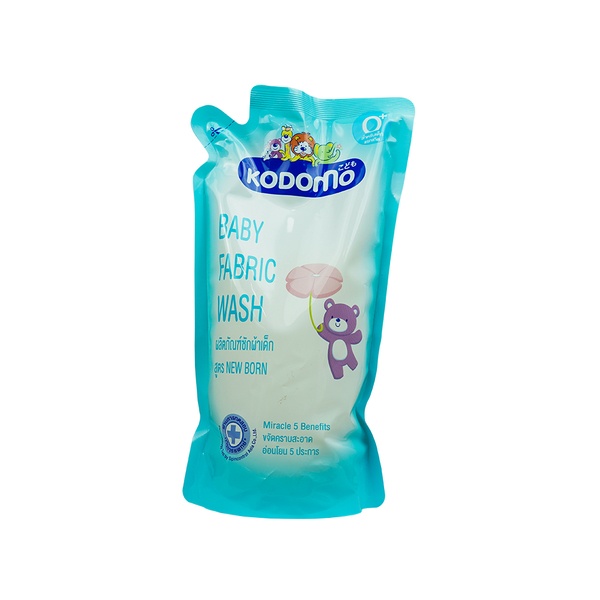 0+
こども
KODOMO
BABY
FABRIC
WASH
ผลิตภัณฑ์ซักผ้าเด็ก
สูตร NEW BORN
Miracle 5 Benefits
ขจัดคราบสะอาด
อ่อนโยน 5 ประการ